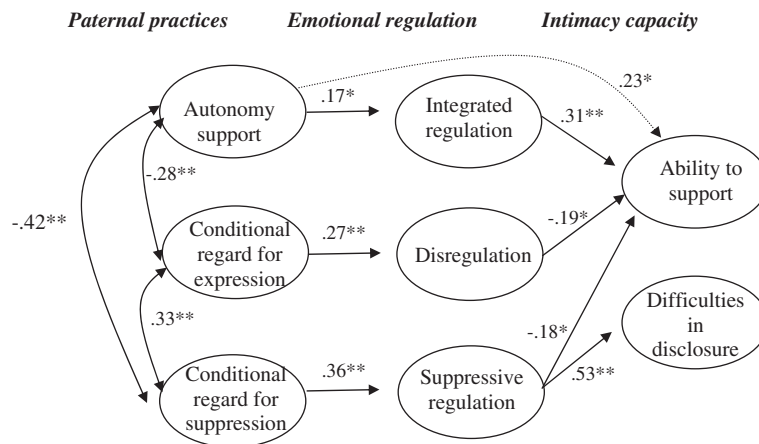 Paternal practices Emotional regulation Intimacy capacity
.23*
.17*
Autonomy
support
Integrated
regulation
.31**
-.28**
Ability to
support
-.42**
-.19*
Conditional
regard for
expression
.27**
Disregulation
.33**
Difficulties
in
disclosure
-.18*
.36**
.53**
Conditional
regard for
suppression
Suppressive
regulation